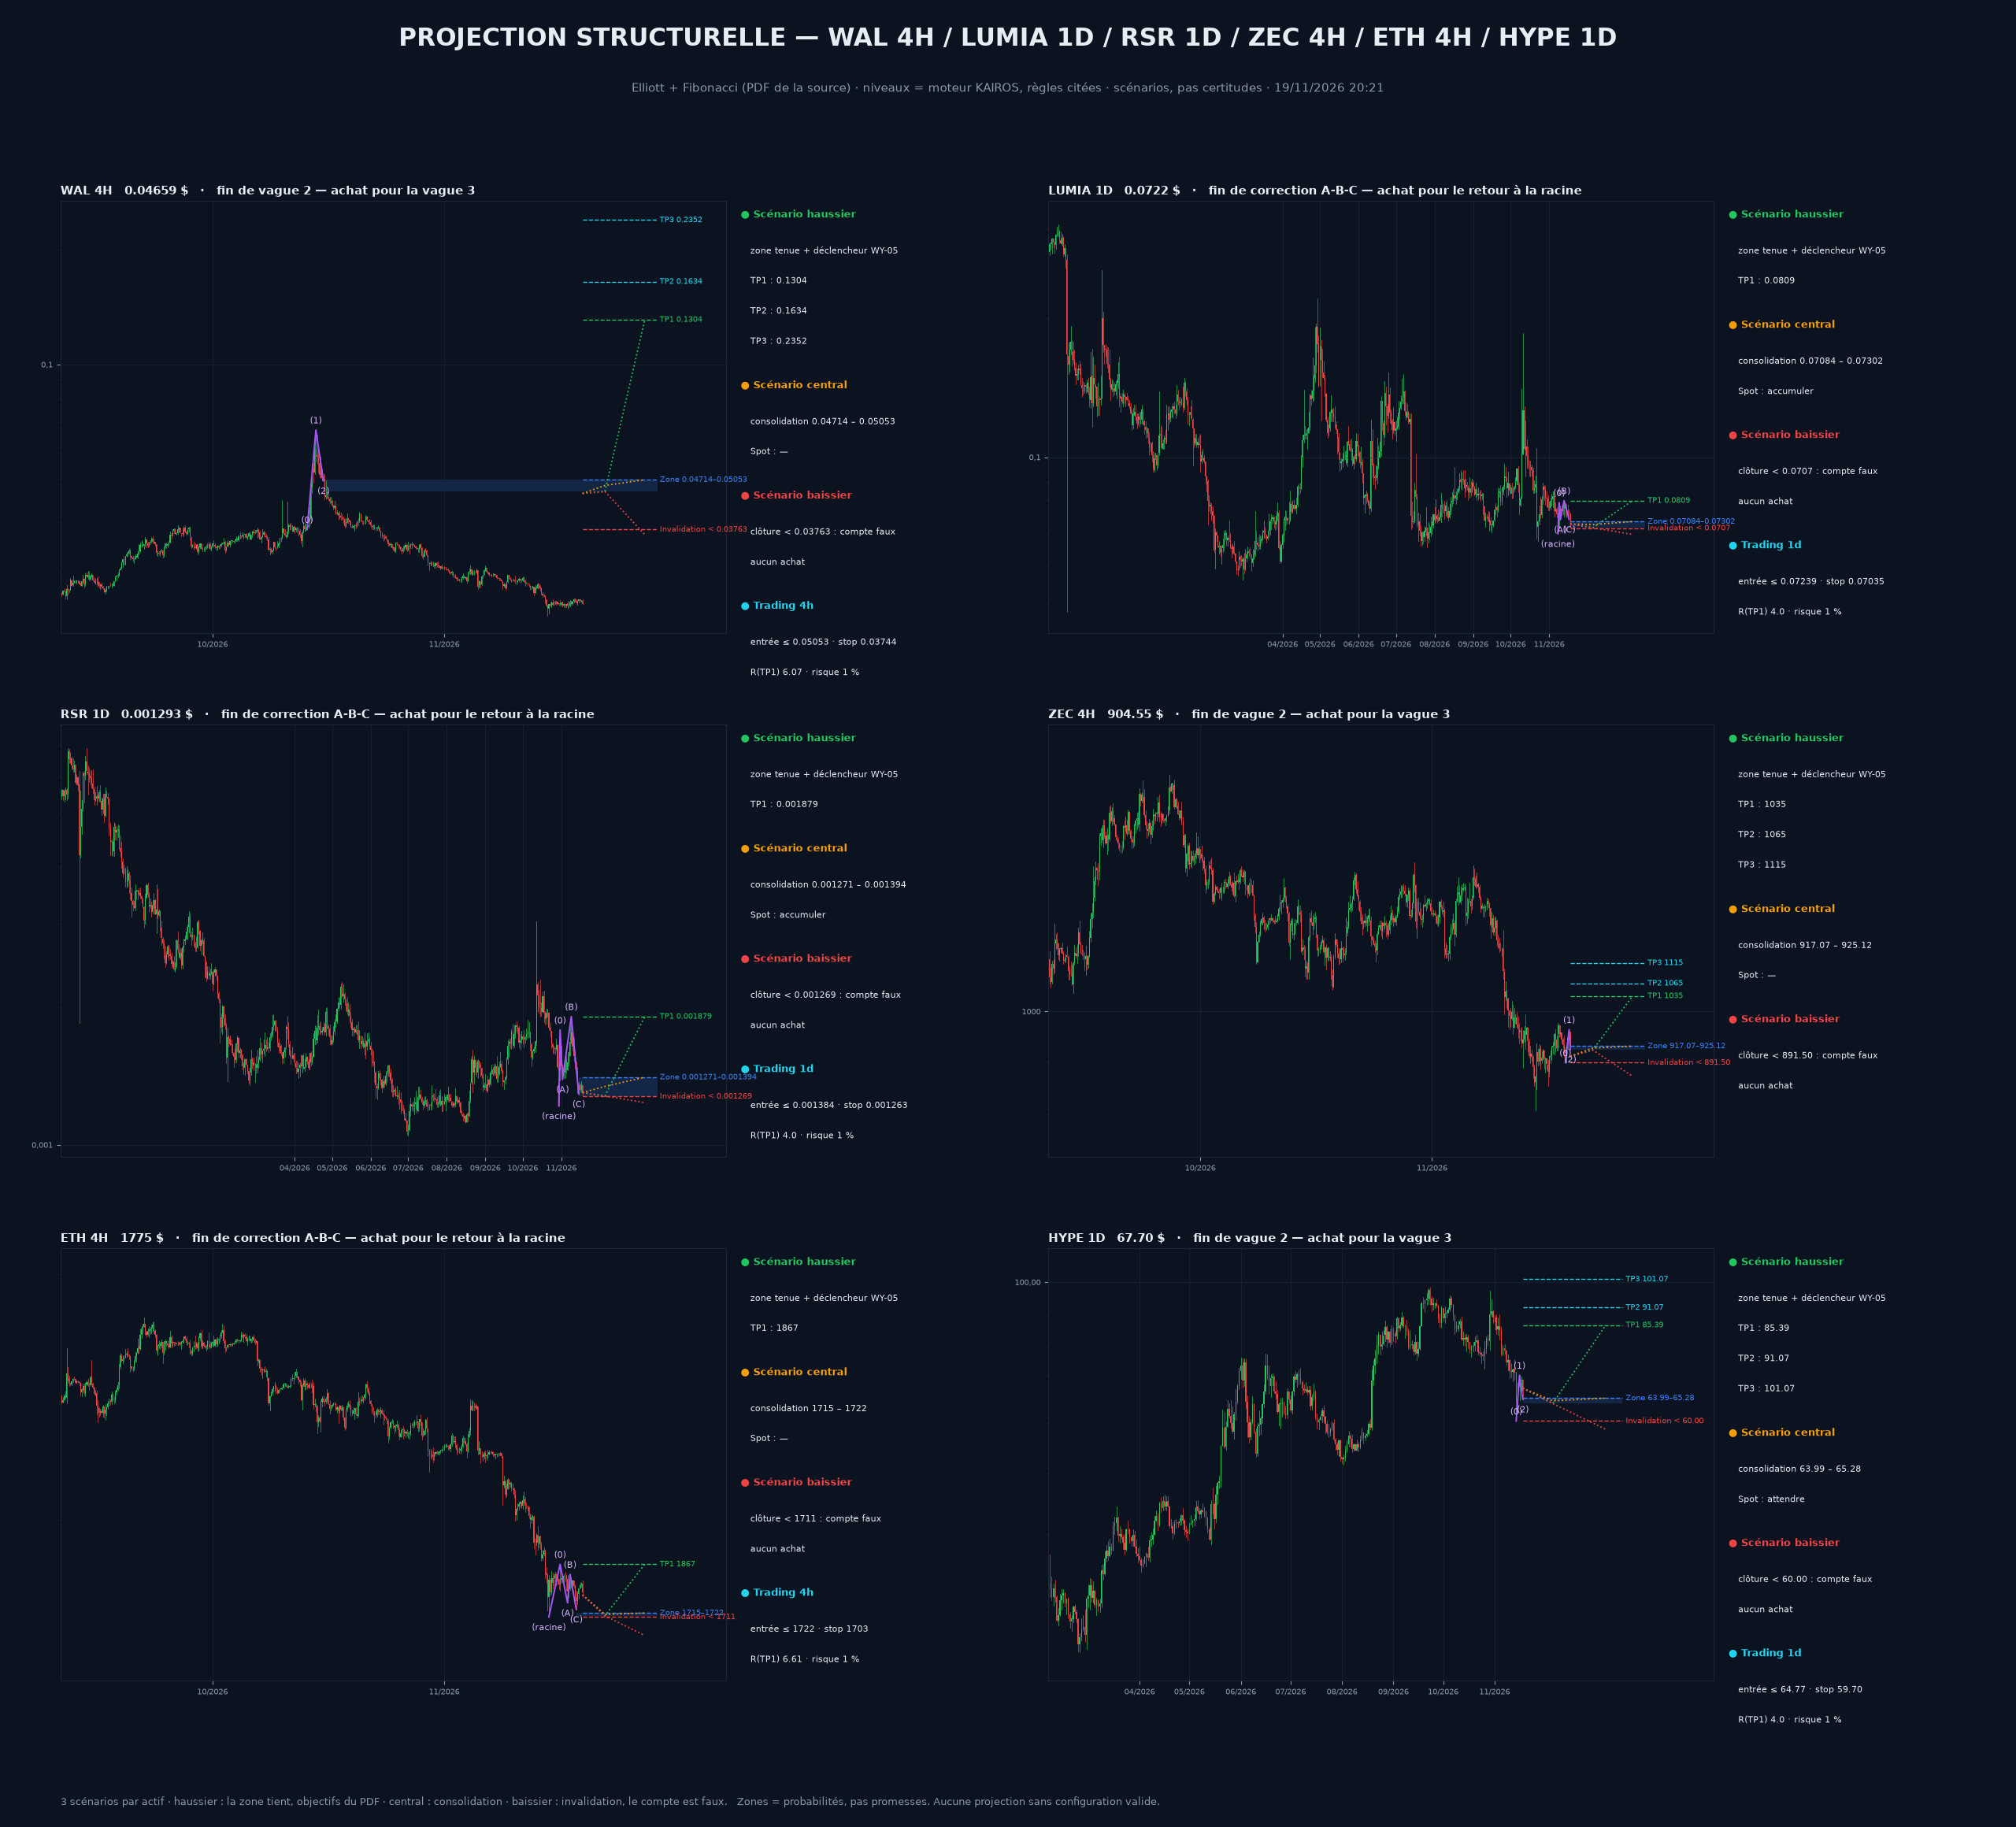 PROJECTION STRUCTURELLE — WAL 4H / LUMIA 1D / RSR 1D / ZEC 4H / ETH 4H / HYPE 1D
Elliott + Fibonacci (PDF de la source) · niveaux = moteur KAIROS, règles citées · scénarios, pas certitudes · 19/11/2026 20:21
WAL 4H 0.04659 $ · fin de vague 2 — achat pour la vague 3
TP3 0.2352
TP2 0.1634
TP1 0.1304
0,1
(1)
(2)
(0)
Zone 0.04714–0.05053
Invalidation < 0.03763
10/2026
11/2026
● Scénario haussier
zone tenue + déclencheur WY-05
TP1 : 0.1304
TP2 : 0.1634
TP3 : 0.2352
● Scénario central
consolidation 0.04714 – 0.05053
Spot : —
● Scénario baissier
clôture < 0.03763 : compte faux
aucun achat
● Trading 4h
entrée ≤ 0.05053 · stop 0.03744
R(TP1) 6.07 · risque 1 %
LUMIA 1D 0.0722 $ · fin de correction A-B-C — achat pour le retour à la racine
0,1
(0)
(B)
(A)
(C)
(racine)
TP1 0.0809
Zone 0.07084–0.07302
Invalidation < 0.0707
04/2026 05/2026 06/2026 07/2026 08/2026 09/2026 10/2026 11/2026
● Scénario haussier
zone tenue + déclencheur WY-05
TP1 : 0.0809
● Scénario central
consolidation 0.07084 – 0.07302
Spot : accumuler
● Scénario baissier
clôture < 0.0707 : compte faux
aucun achat
● Trading 1d
entrée ≤ 0.07239 · stop 0.07035
R(TP1) 4.0 · risque 1 %
RSR 1D 0.001293 $ · fin de correction A-B-C — achat pour le retour à la racine
0,001
(0)
(B)
(A)
(C)
(racine)
TP1 0.001879
Zone 0.001271–0.001394
Invalidation < 0.001269
04/2026 05/2026 06/2026 07/2026 08/2026 09/2026 10/2026 11/2026
● Scénario haussier
zone tenue + déclencheur WY-05
TP1 : 0.001879
● Scénario central
consolidation 0.001271 – 0.001394
Spot : accumuler
● Scénario baissier
clôture < 0.001269 : compte faux
aucun achat
● Trading 1d
entrée ≤ 0.001384 · stop 0.001263
R(TP1) 4.0 · risque 1 %
ZEC 4H 904.55 $ · fin de vague 2 — achat pour la vague 3
1000
TP3 1115
TP2 1065
TP1 1035
(1)
(0)
(2)
Zone 917.07–925.12
Invalidation < 891.50
10/2026
11/2026
● Scénario haussier
zone tenue + déclencheur WY-05
TP1 : 1035
TP2 : 1065
TP3 : 1115
● Scénario central
consolidation 917.07 – 925.12
Spot : —
● Scénario baissier
clôture < 891.50 : compte faux
aucun achat
ETH 4H 1775 $ · fin de correction A-B-C — achat pour le retour à la racine
(0)
(B)
(A)
(C)
(racine)
TP1 1867
Zone 1715–1722
Invalidation < 1711
10/2026
11/2026
● Scénario haussier
zone tenue + déclencheur WY-05
TP1 : 1867
● Scénario central
consolidation 1715 – 1722
Spot : —
● Scénario baissier
clôture < 1711 : compte faux
aucun achat
● Trading 4h
entrée ≤ 1722 · stop 1703
R(TP1) 6.61 · risque 1 %
HYPE 1D 67.70 $ · fin de vague 2 — achat pour la vague 3
100,00
TP3 101.07
TP2 91.07
TP1 85.39
(1)
(0)
(2)
Zone 63.99–65.28
Invalidation < 60.00
04/2026 05/2026 06/2026 07/2026 08/2026 09/2026 10/2026 11/2026
● Scénario haussier
zone tenue + déclencheur WY-05
TP1 : 85.39
TP2 : 91.07
TP3 : 101.07
● Scénario central
consolidation 63.99 – 65.28
Spot : attendre
● Scénario baissier
clôture < 60.00 : compte faux
aucun achat
● Trading 1d
entrée ≤ 64.77 · stop 59.70
R(TP1) 4.0 · risque 1 %
3 scénarios par actif · haussier : la zone tient, objectifs du PDF · central : consolidation · baissier : invalidation, le compte est faux. Zones = probabilités, pas promesses. Aucune projection sans configuration valide.